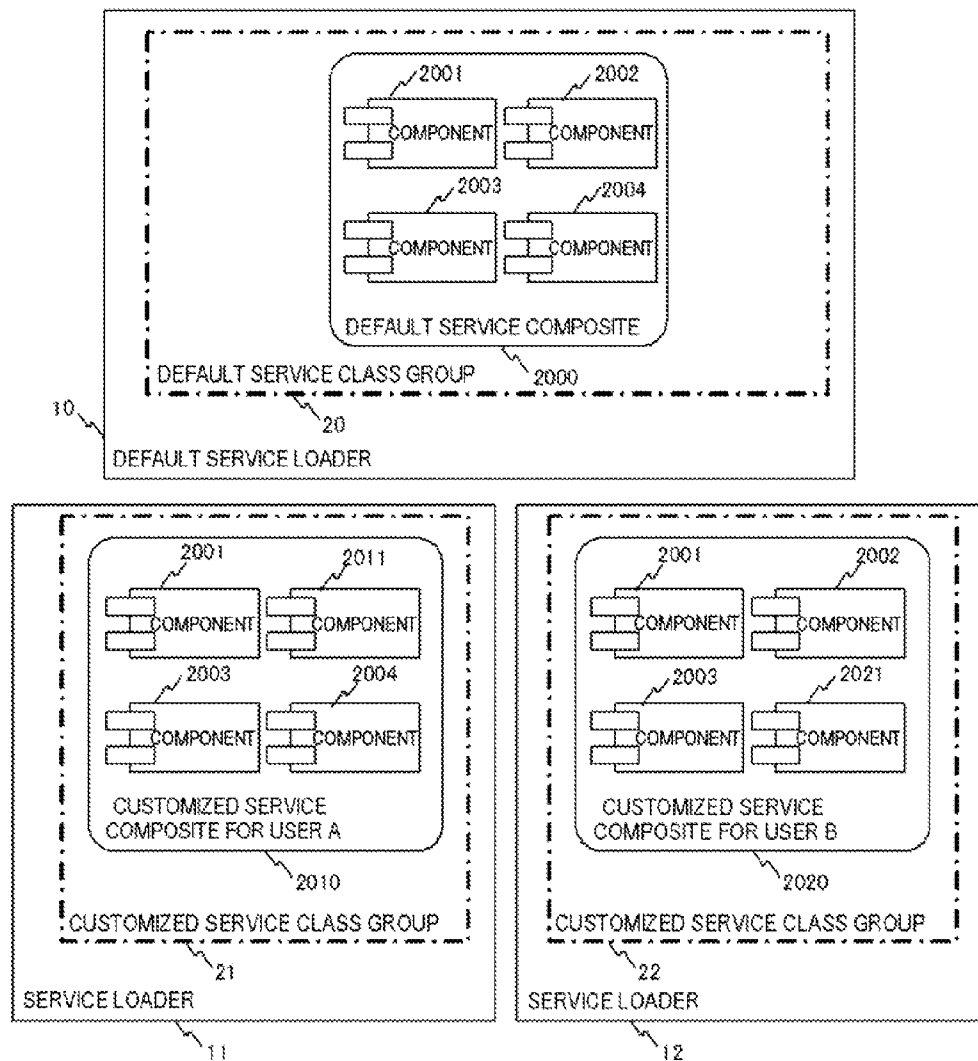 2001 2002
COMPONENT COMPONENT
2003 2004
COMPONENT COMPONENT
DEFAULT SERVICE COMPOSITE
2000
DEFAULT SERVICE CLASS GROUP
20
10
DEFAULT SERVICE LOADER
2001 2011
COMPONENT COMPONENT
2003 2004
COMPONENT COMPONENT
CUSTOMIZED SERVICE
COMPOSITE FOR USER A
2010
CUSTOMIZED SERVICE CLASS GROUP
21
SERVICE LOADER
11
2001 2002
COMPONENT COMPONENT
2003 2021
COMPONENT COMPONENT
CUSTOMIZED SERVICE
COMPOSITE FOR USER B
2020
CUSTOMIZED SERVICE CLASS GROUP
22
SERVICE LOADER
12